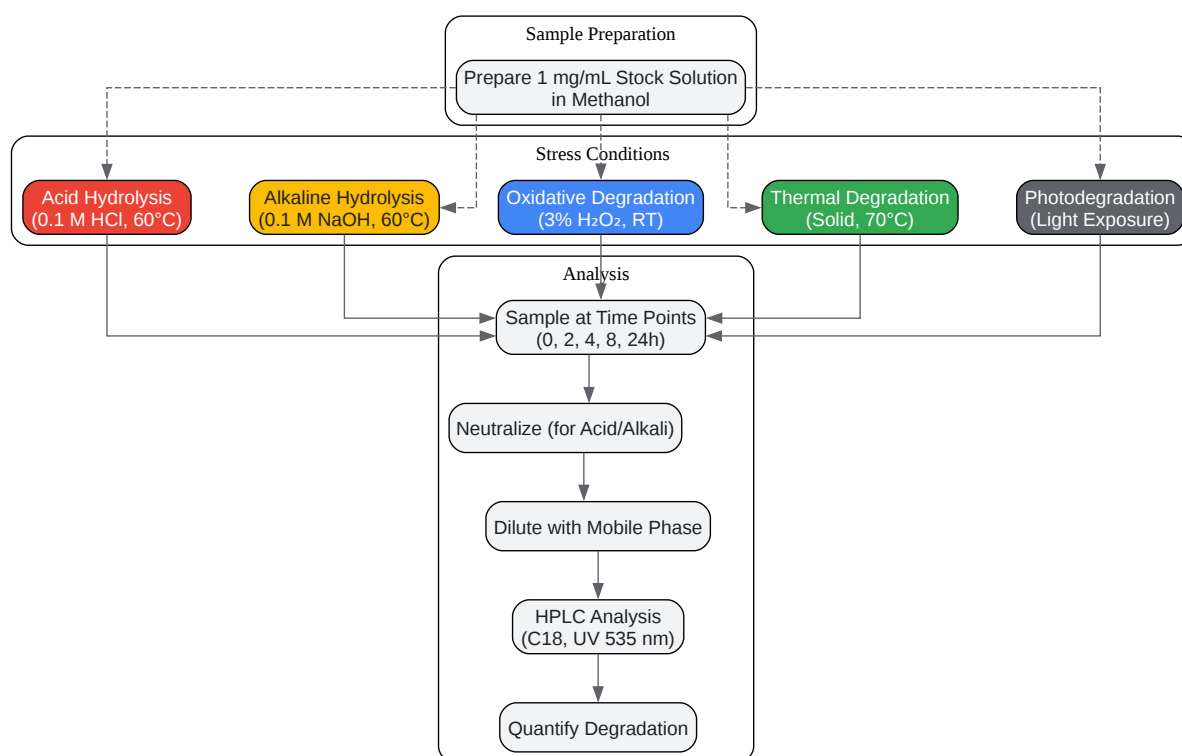 Sample Preparation
Prepare 1 mg/mL Stock Solution
in Methanol
Stress Conditions
Acid Hydrolysis
(0.1 M HCl, 60°C)
Alkaline Hydrolysis
(0.1 M NaOH, 60°C)
Oxidative Degradation
(3% H₂O₂, RT)
Thermal Degradation
(Solid, 70°C)
Photodegradation
(Light Exposure)
Analysis
Sample at Time Points
(0, 2, 4, 8, 24h)
Neutralize (for Acid/Alkali)
Dilute with Mobile Phase
HPLC Analysis
(C18, UV 535 nm)
Quantify Degradation